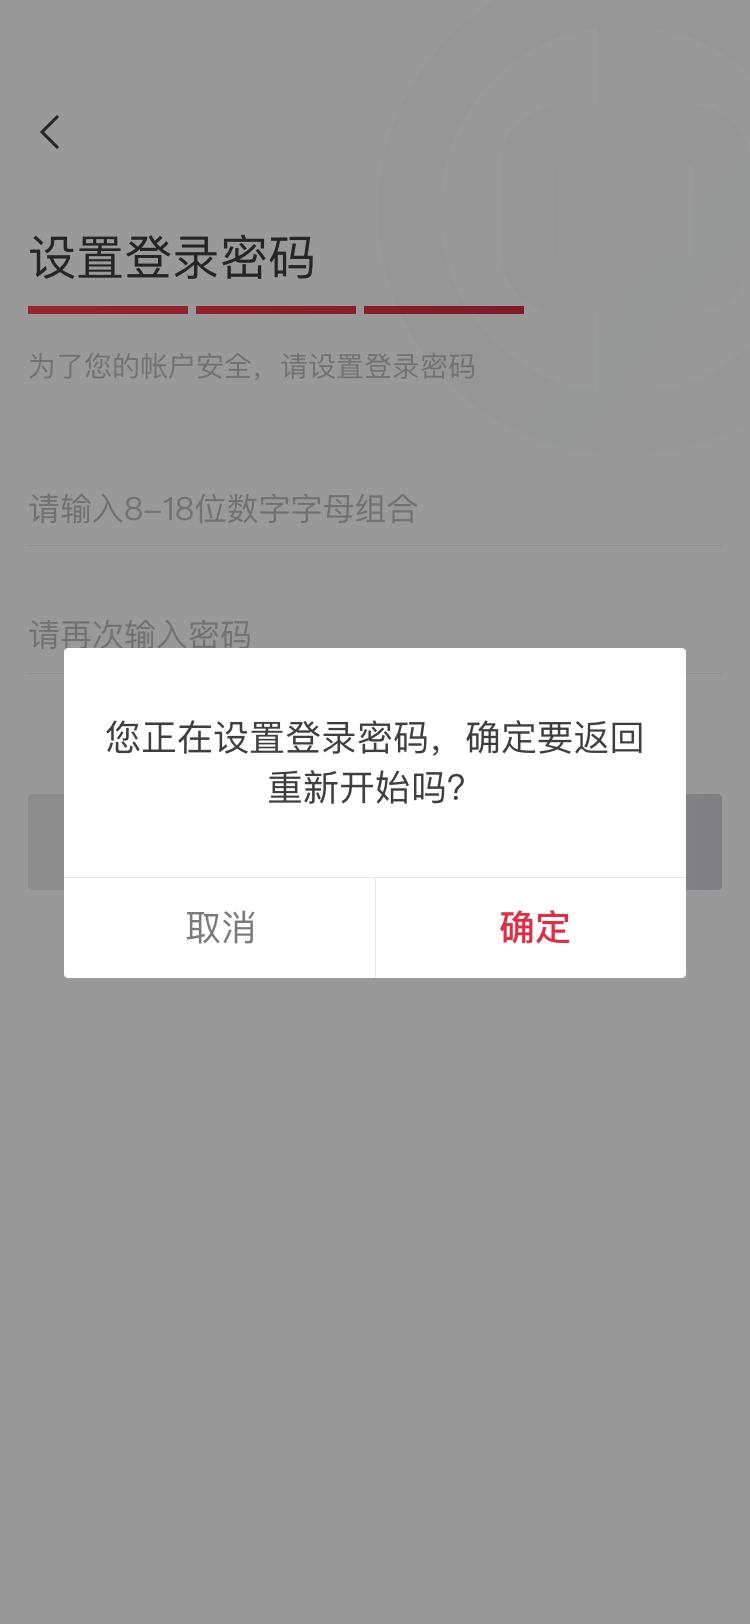 设置登录密码
为了您的帐户安全，请设置登录密码
请输入8-18位数字字母组合
请再次输入密码
您正在设置登录密码，确定要返回
重新开始吗?
取消
确定